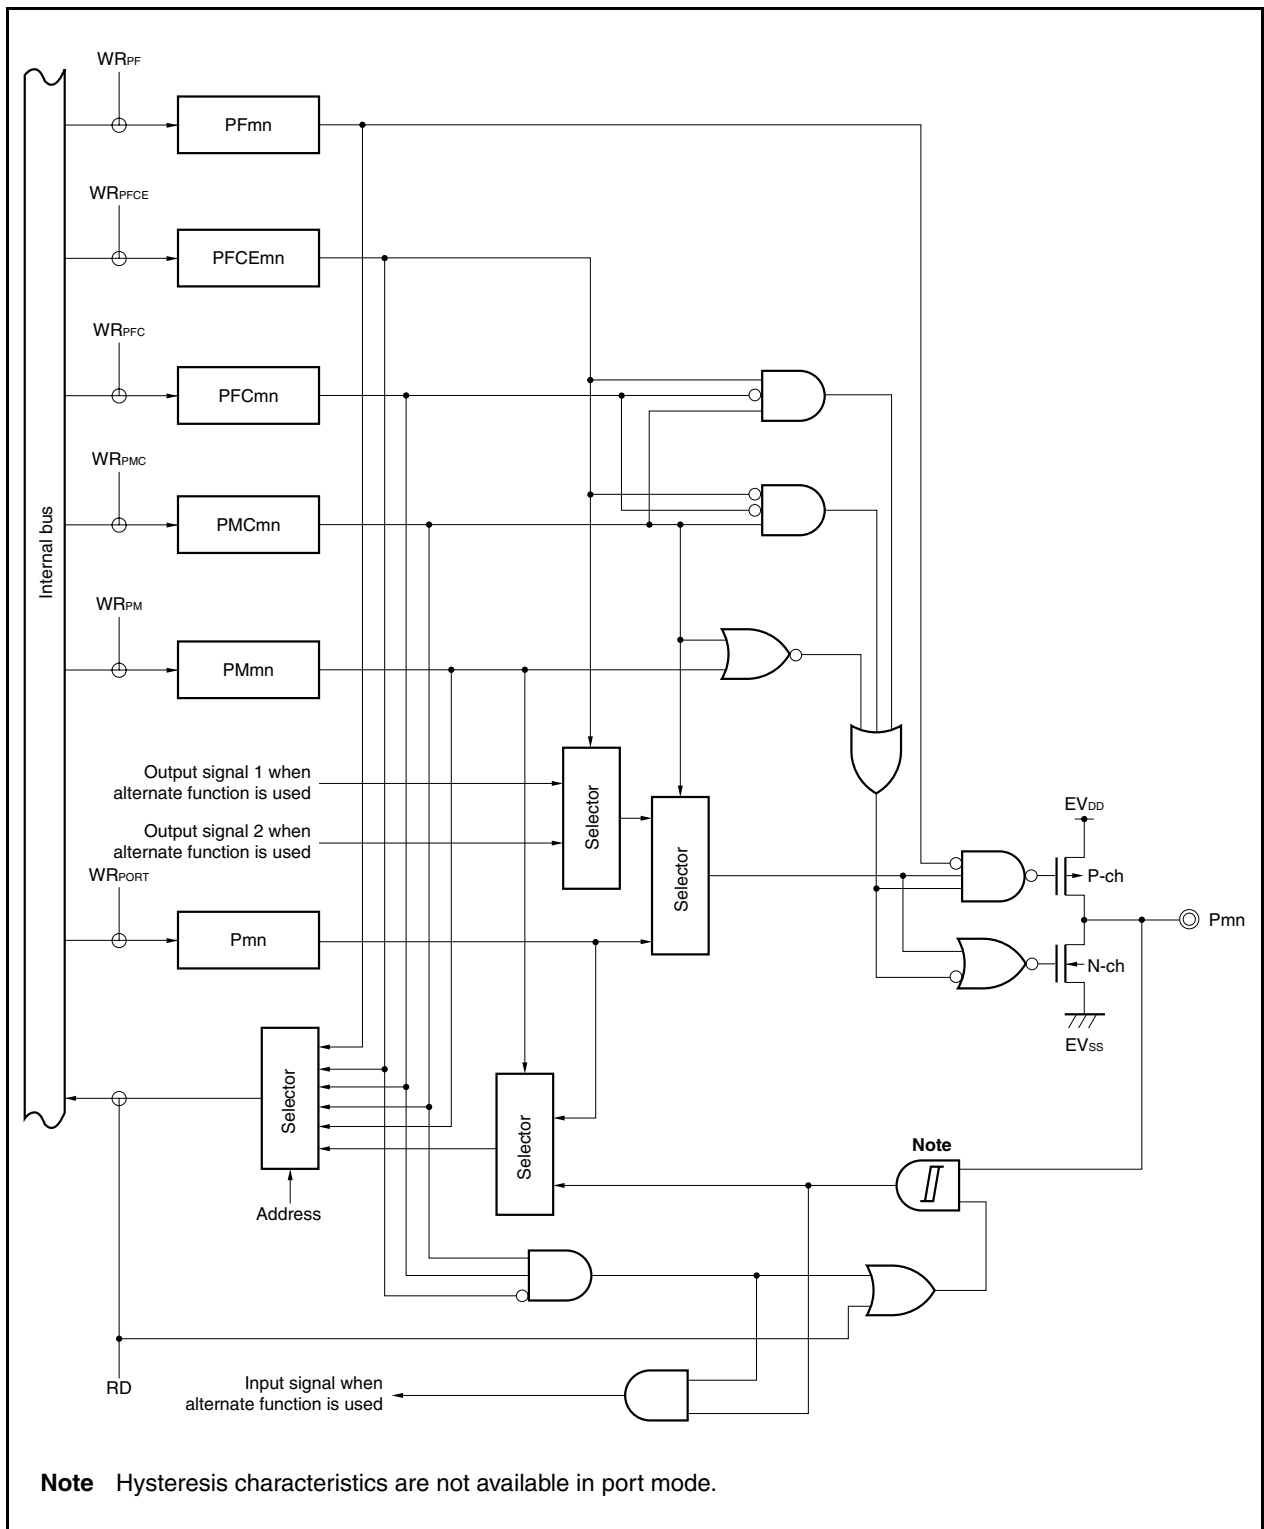 WRPF
PFmn
WRPFCE
PFCEmn
WRPFC
PFCmn
WRPMC
PMCmn
Internal bus
WRPM
PMmn
Output signal 1 when
alternate function is used
Output signal 2 when
alternate function is used
Selector
Selector
WRPORT
Pmn
EVDD
P-ch
Pmn
N-ch
EVSS
Selector
Address
Selector
Note
RD
Input signal when
alternate function is used
Note Hysteresis characteristics are not available in port mode.